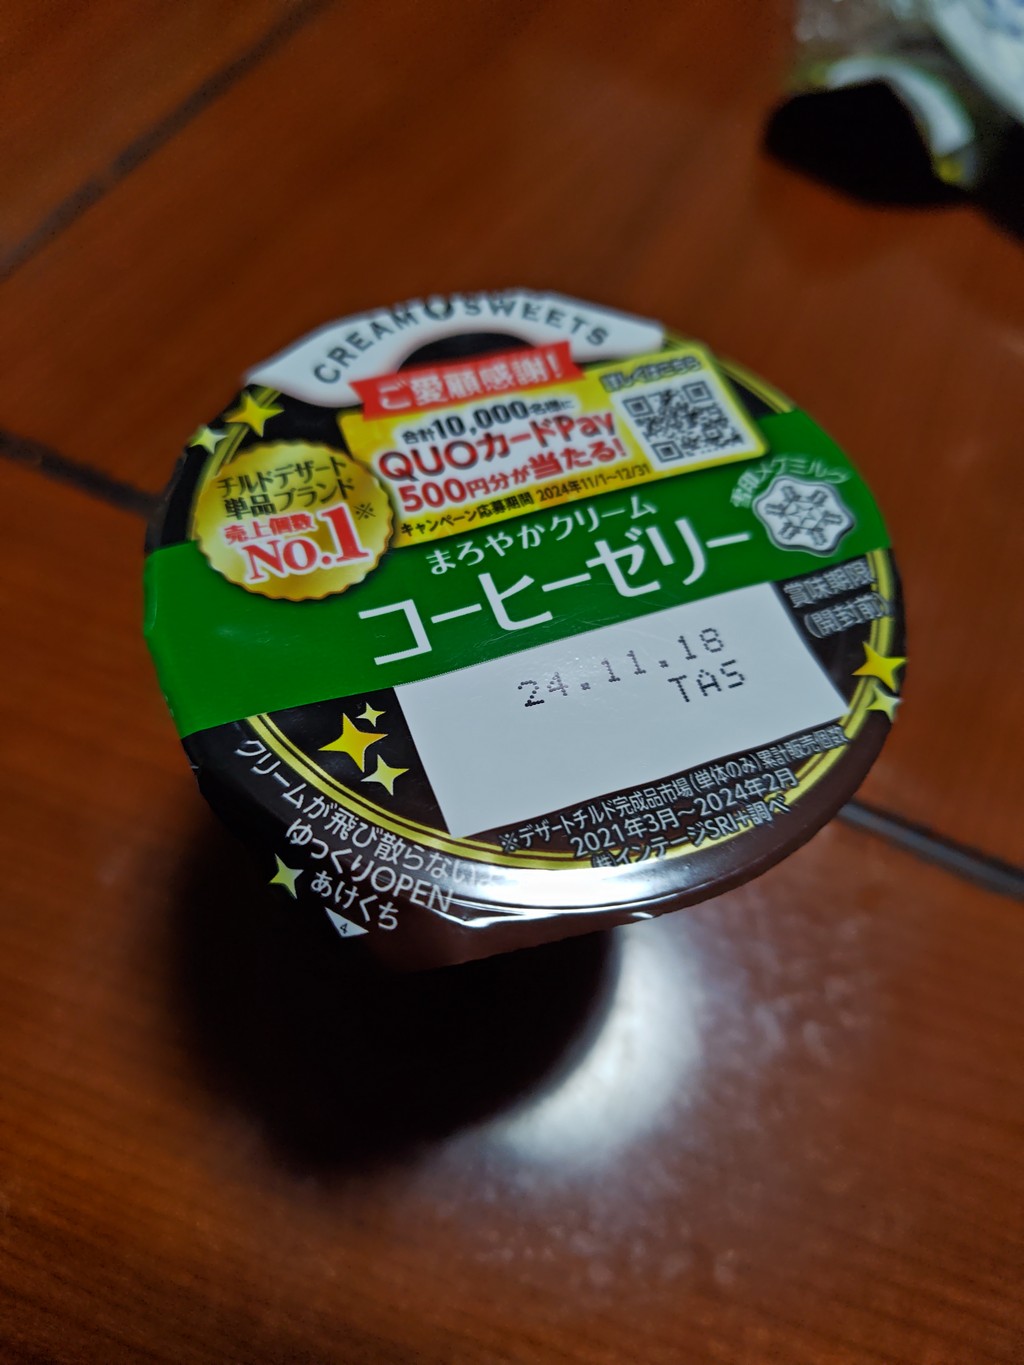 CREAM SWEETS
ご愛顧感謝!
合計10,000名様に
QUOカードPay
500円分が当たる!
キャンペーン応募期間 2024年11/1~12/31
詳しくはこちら
チルドデザート
単品ブランド※
売上個数
No.1
雪印メグミルク
まろやかクリーム
コーヒーゼリー
賞味期限
(開封前)
24.11.18
TAS
※デザートチルド完成品市場(単体のみ)累計販売個数
2021年3月~2024年2月
㈱インテージSRI+調べ
クリームが飛び散らないよ
ゆっくりOPEN
あけくち
4